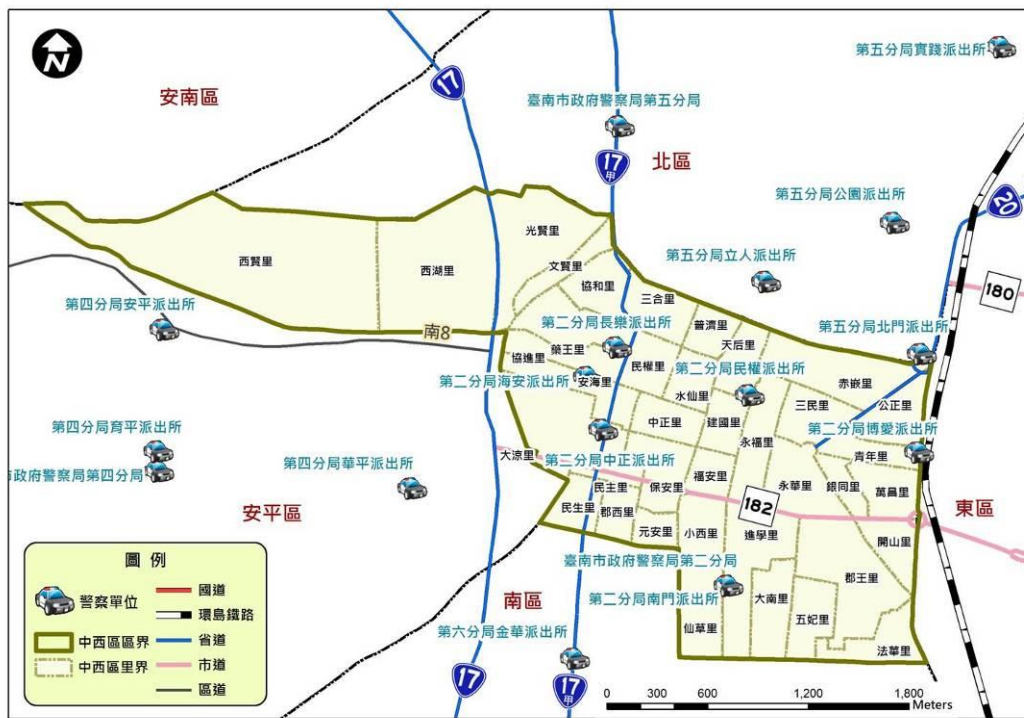 N
17
第五分局實踐派出所
安南區
臺南市政府警察局第五分局
17
甲
北區
第五分局公園派出所
20
光賢里
西賢里
西湖里
文賢里
協和里
第五分局立人派出所
180
三合里
第四分局安平派出所
南8
第二分局長樂派出所
普濟里
天后里
第五分局北門派出所
協進里
藥王里
民權里
第二分局海安派出所
安海里
第二分局民權派出所
赤嵌里
水仙里
三民里
公正里
中正里
建國里
第四分局育平派出所
第二分局博愛派出所
永福里
大涼里
第二分局中正派出所
青年里
第四分局華平派出所
市政府警察局第四分局
福安里
民主里
保安里
永華里
銀同里
萬昌里
安平區
民生里
郡西里
182
東區
元安里
小西里
進學里
開山里
臺南市政府警察局第二分局
郡王里
第二分局南門派出所
大南里
南區
五妃里
仙草里
第六分局金華派出所
法華里
17
17
甲
圖例
警察單位
國道
環島鐵路
中西區區界
省道
中西區里界
市道
區道
0 300 600 1,200 1,800
Meters